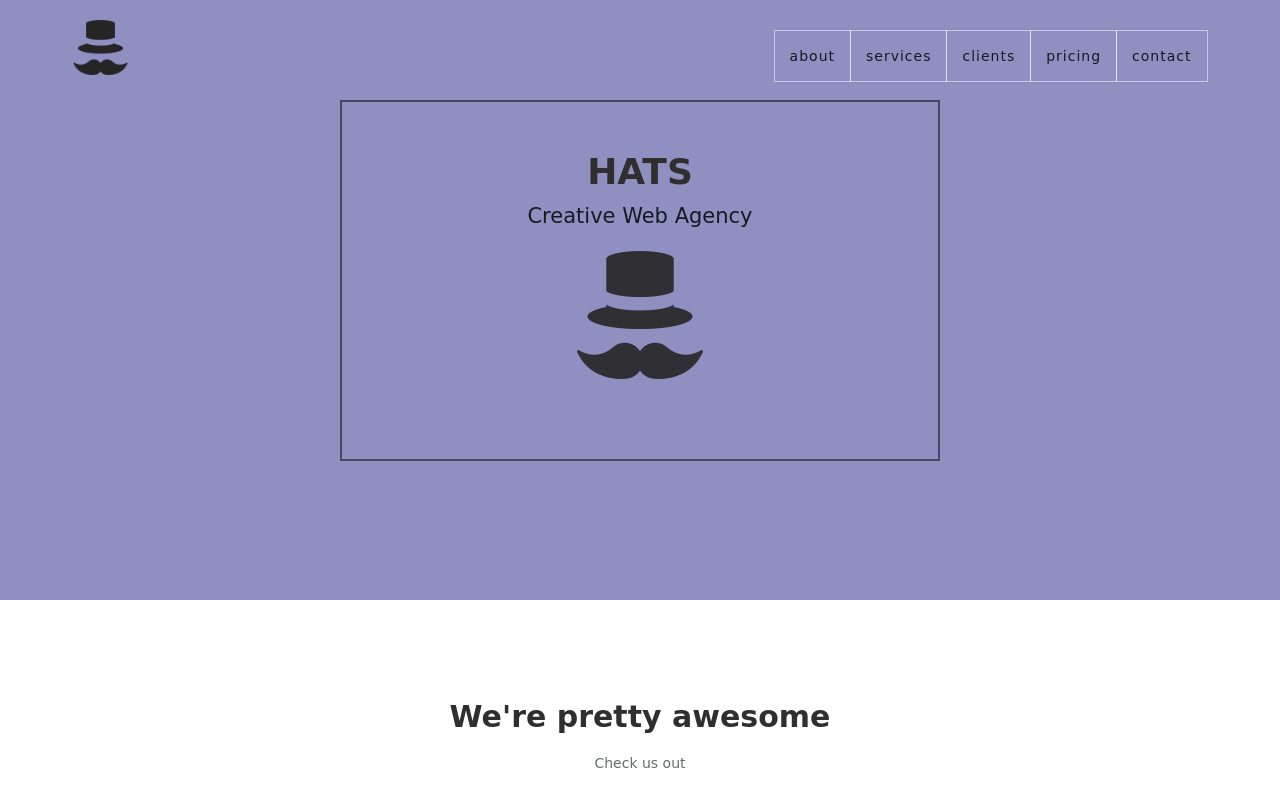 about services clients pricing contact
HATS
Creative Web Agency
We're pretty awesome
Check us out